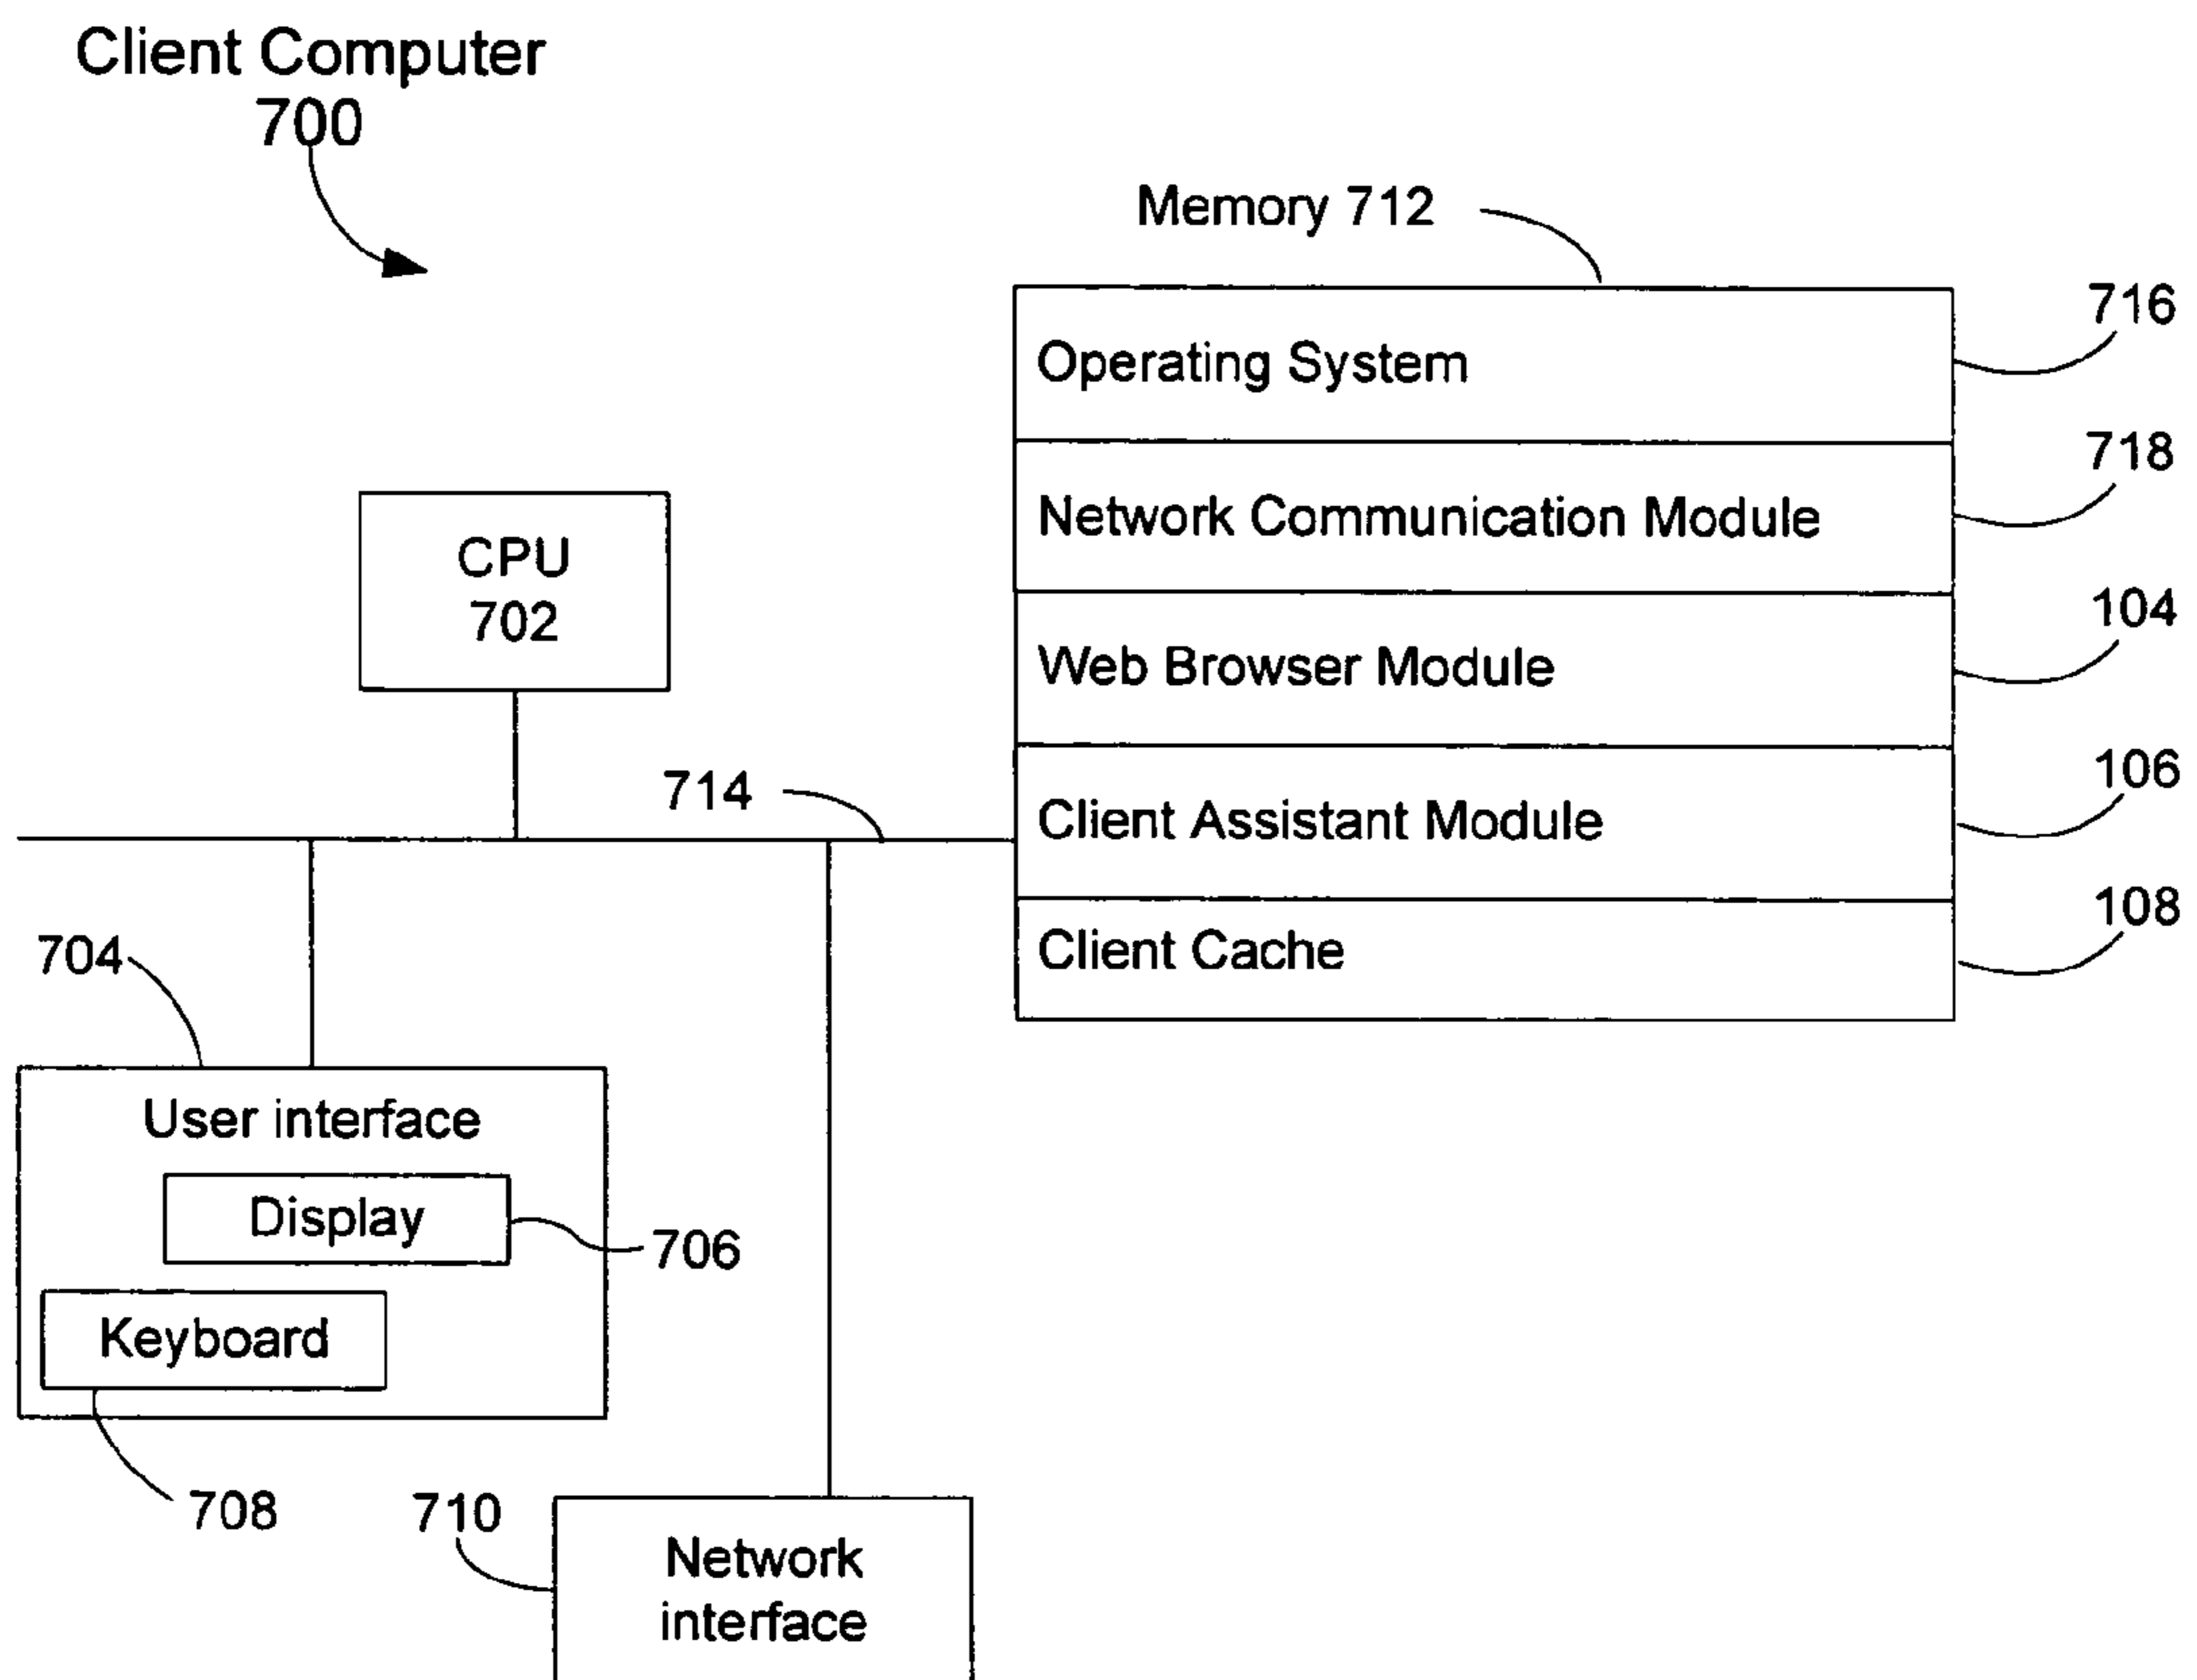 Client Computer
700
Memory 712
Operating System
716
Network Communication Module
718
CPU
702
Web Browser Module
104
714
Client Assistant Module
106
Client Cache
108
704
User interface
Display
706
Keyboard
708
710
Network
interface